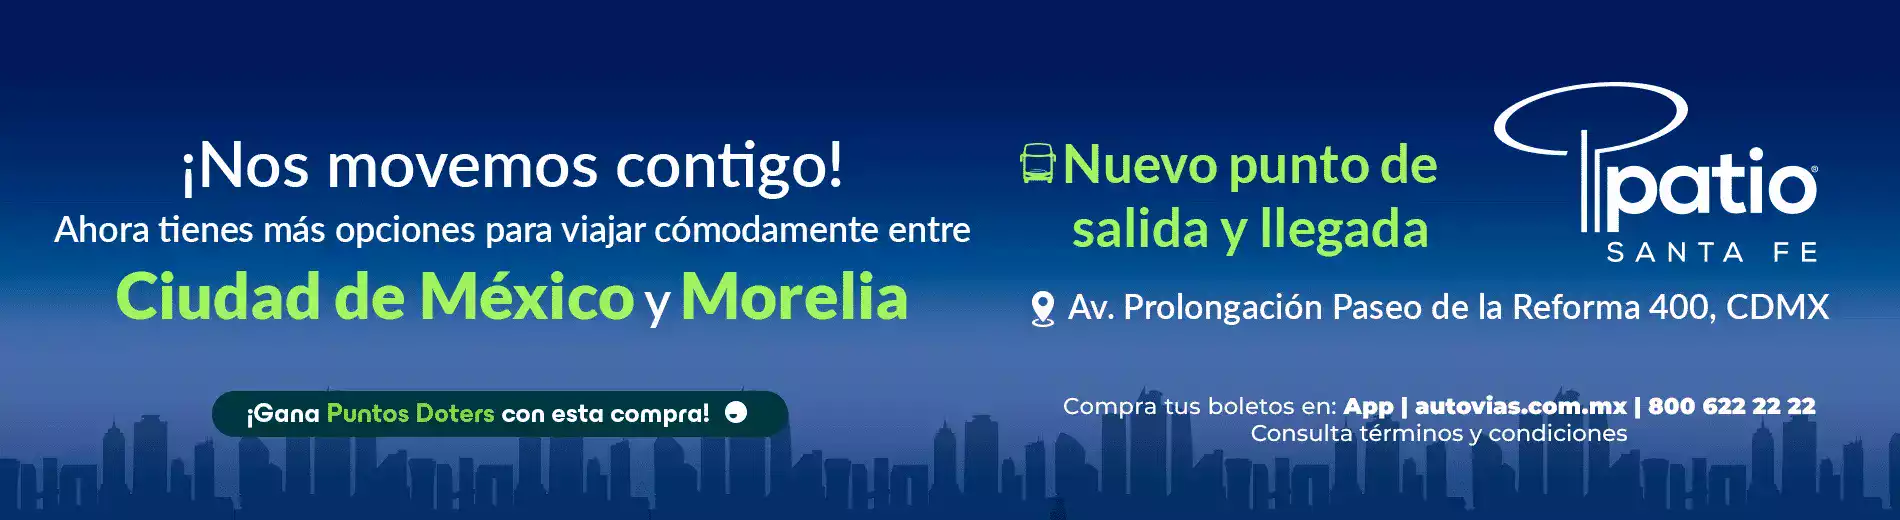 ¡Nos movemos contigo!
Ahora tienes más opciones para viajar cómodamente entre
Ciudad de México y Morelia
¡Gana Puntos Doters con esta compra!
Nuevo punto de
salida y llegada
patio
SANTA FE
Av. Prolongación Paseo de la Reforma 400, CDMX
Compra tus boletos en: App | autovias.com.mx | 800 622 22 22
Consulta términos y condiciones